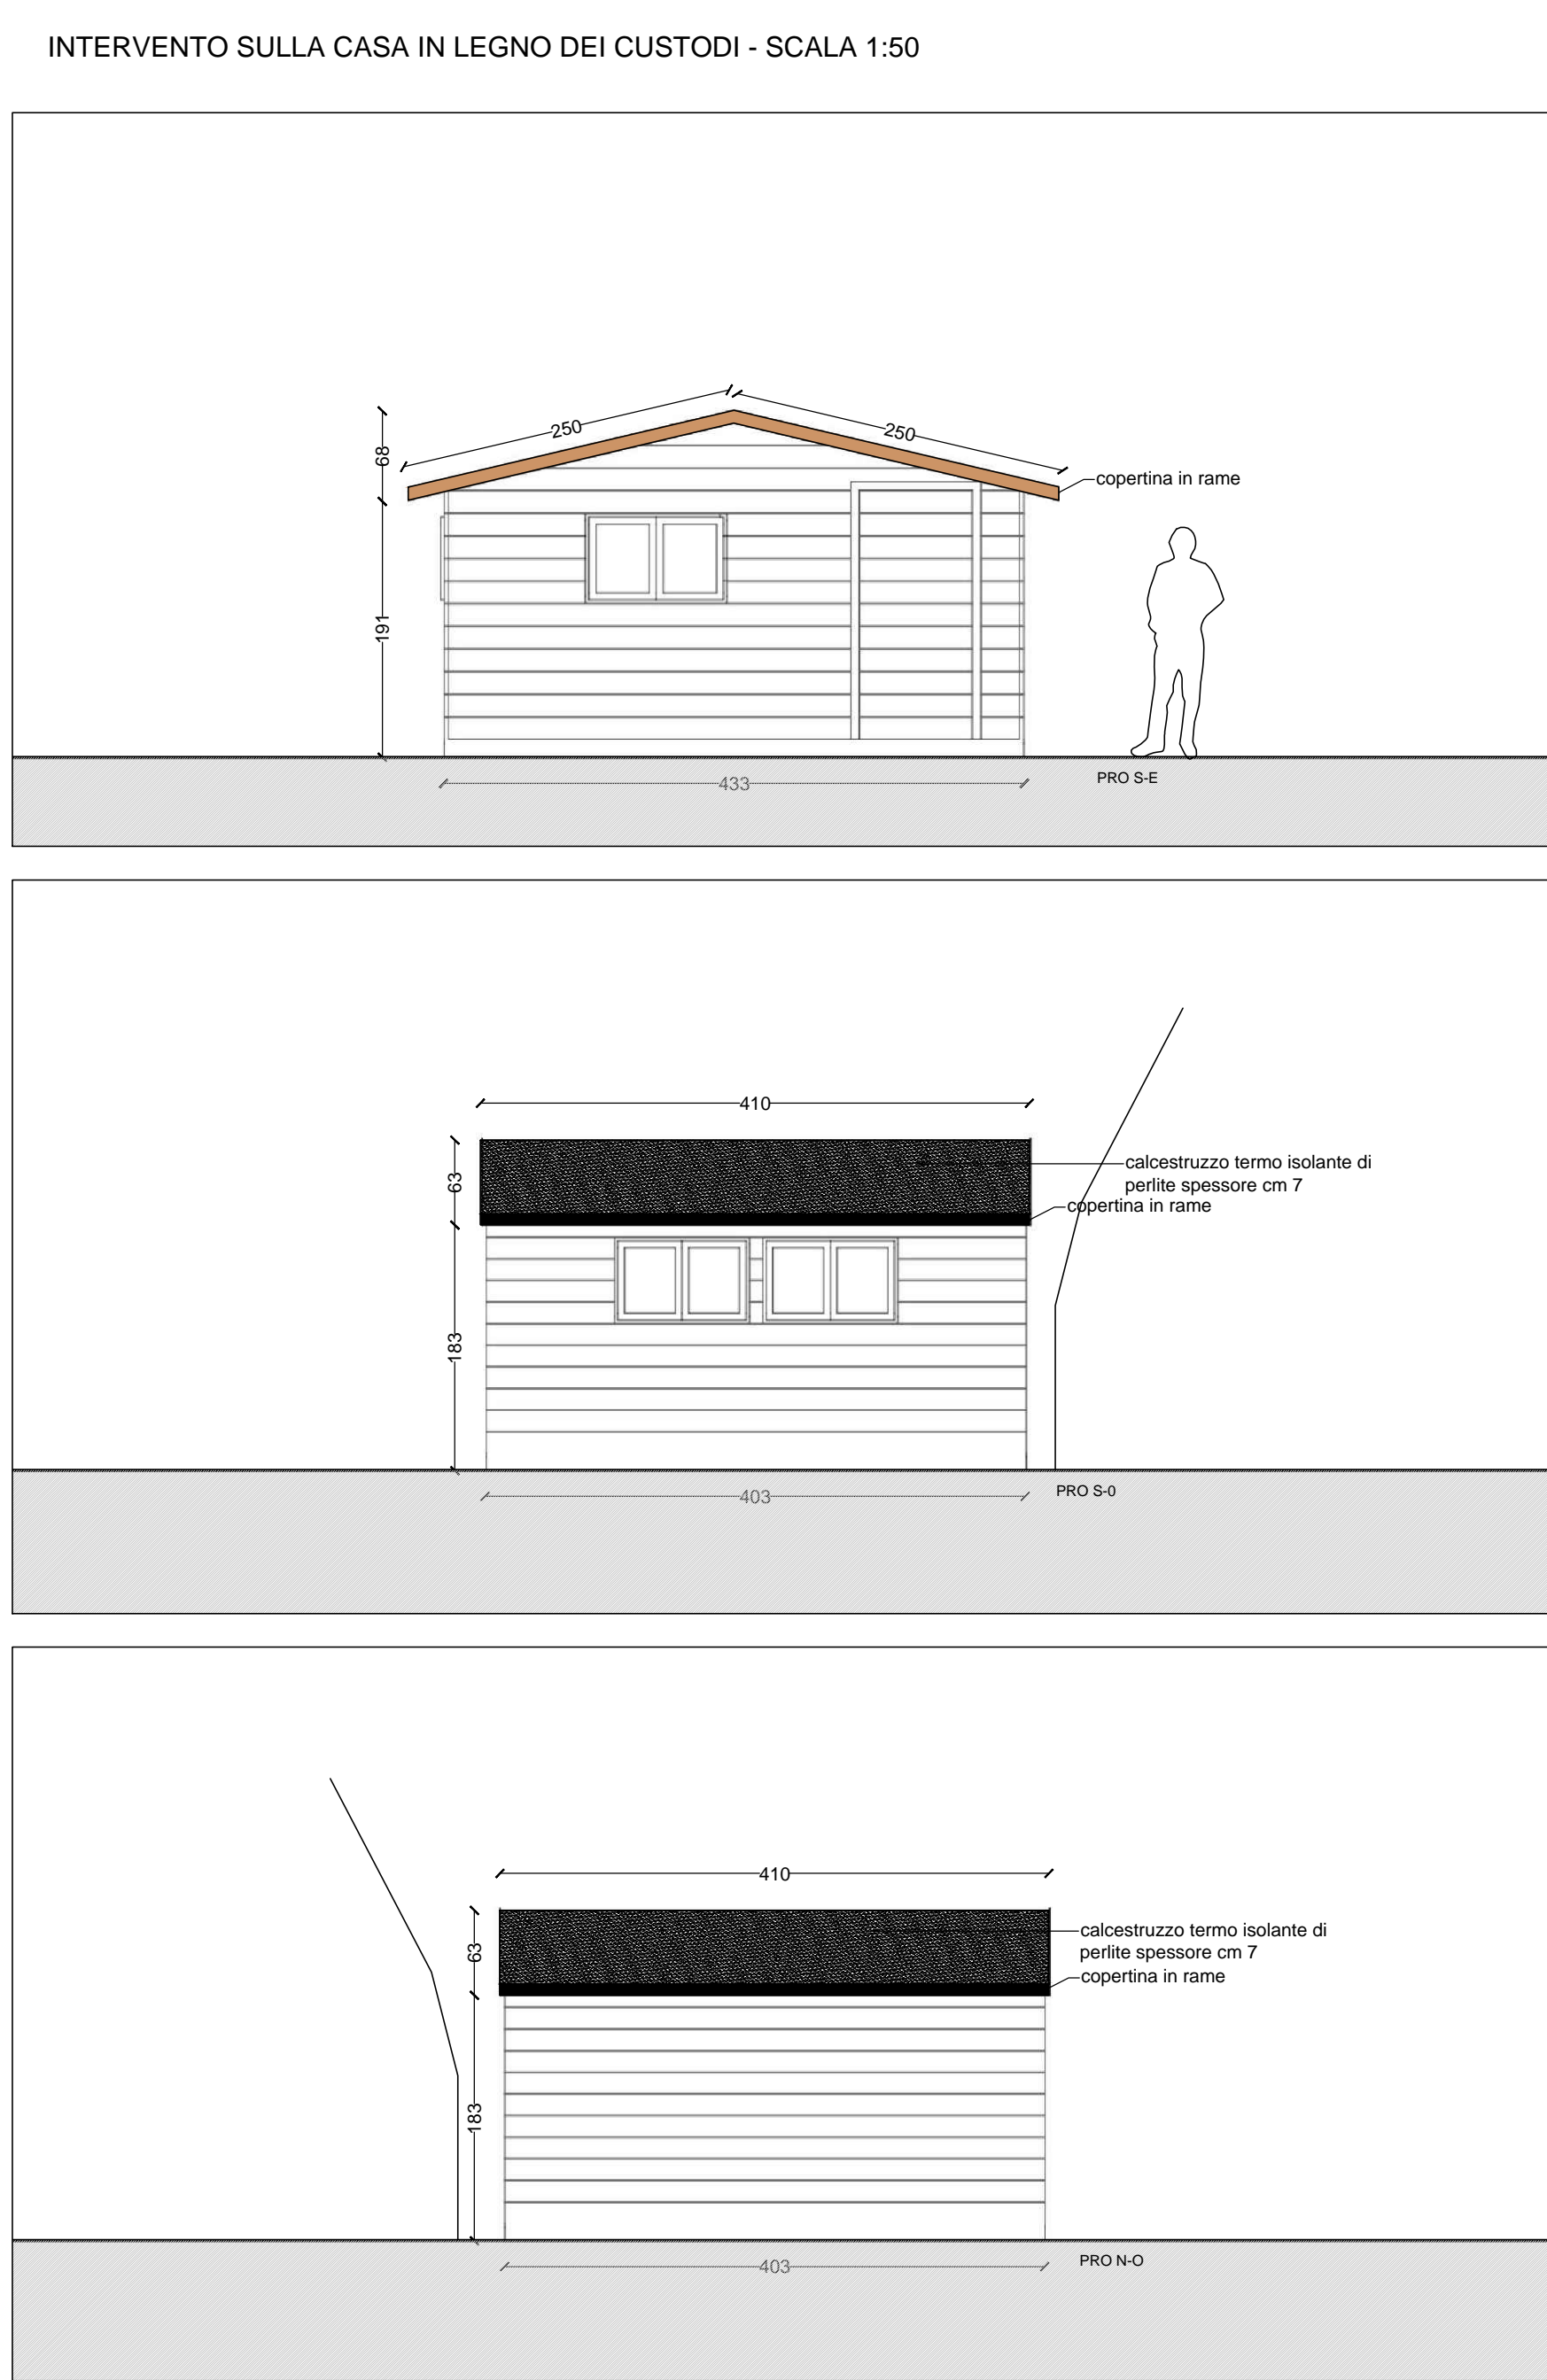 INTERVENTO SULLA CASA IN LEGNO DEI CUSTODI - SCALA 1:50
250
250
68
copertina in rame
191
433
PRO S-E
410
63
calcestruzzo termo isolante di
perlite spessore cm 7
copertina in rame
183
403
PRO S-0
410
63
calcestruzzo termo isolante di
perlite spessore cm 7
copertina in rame
183
403
PRO N-O